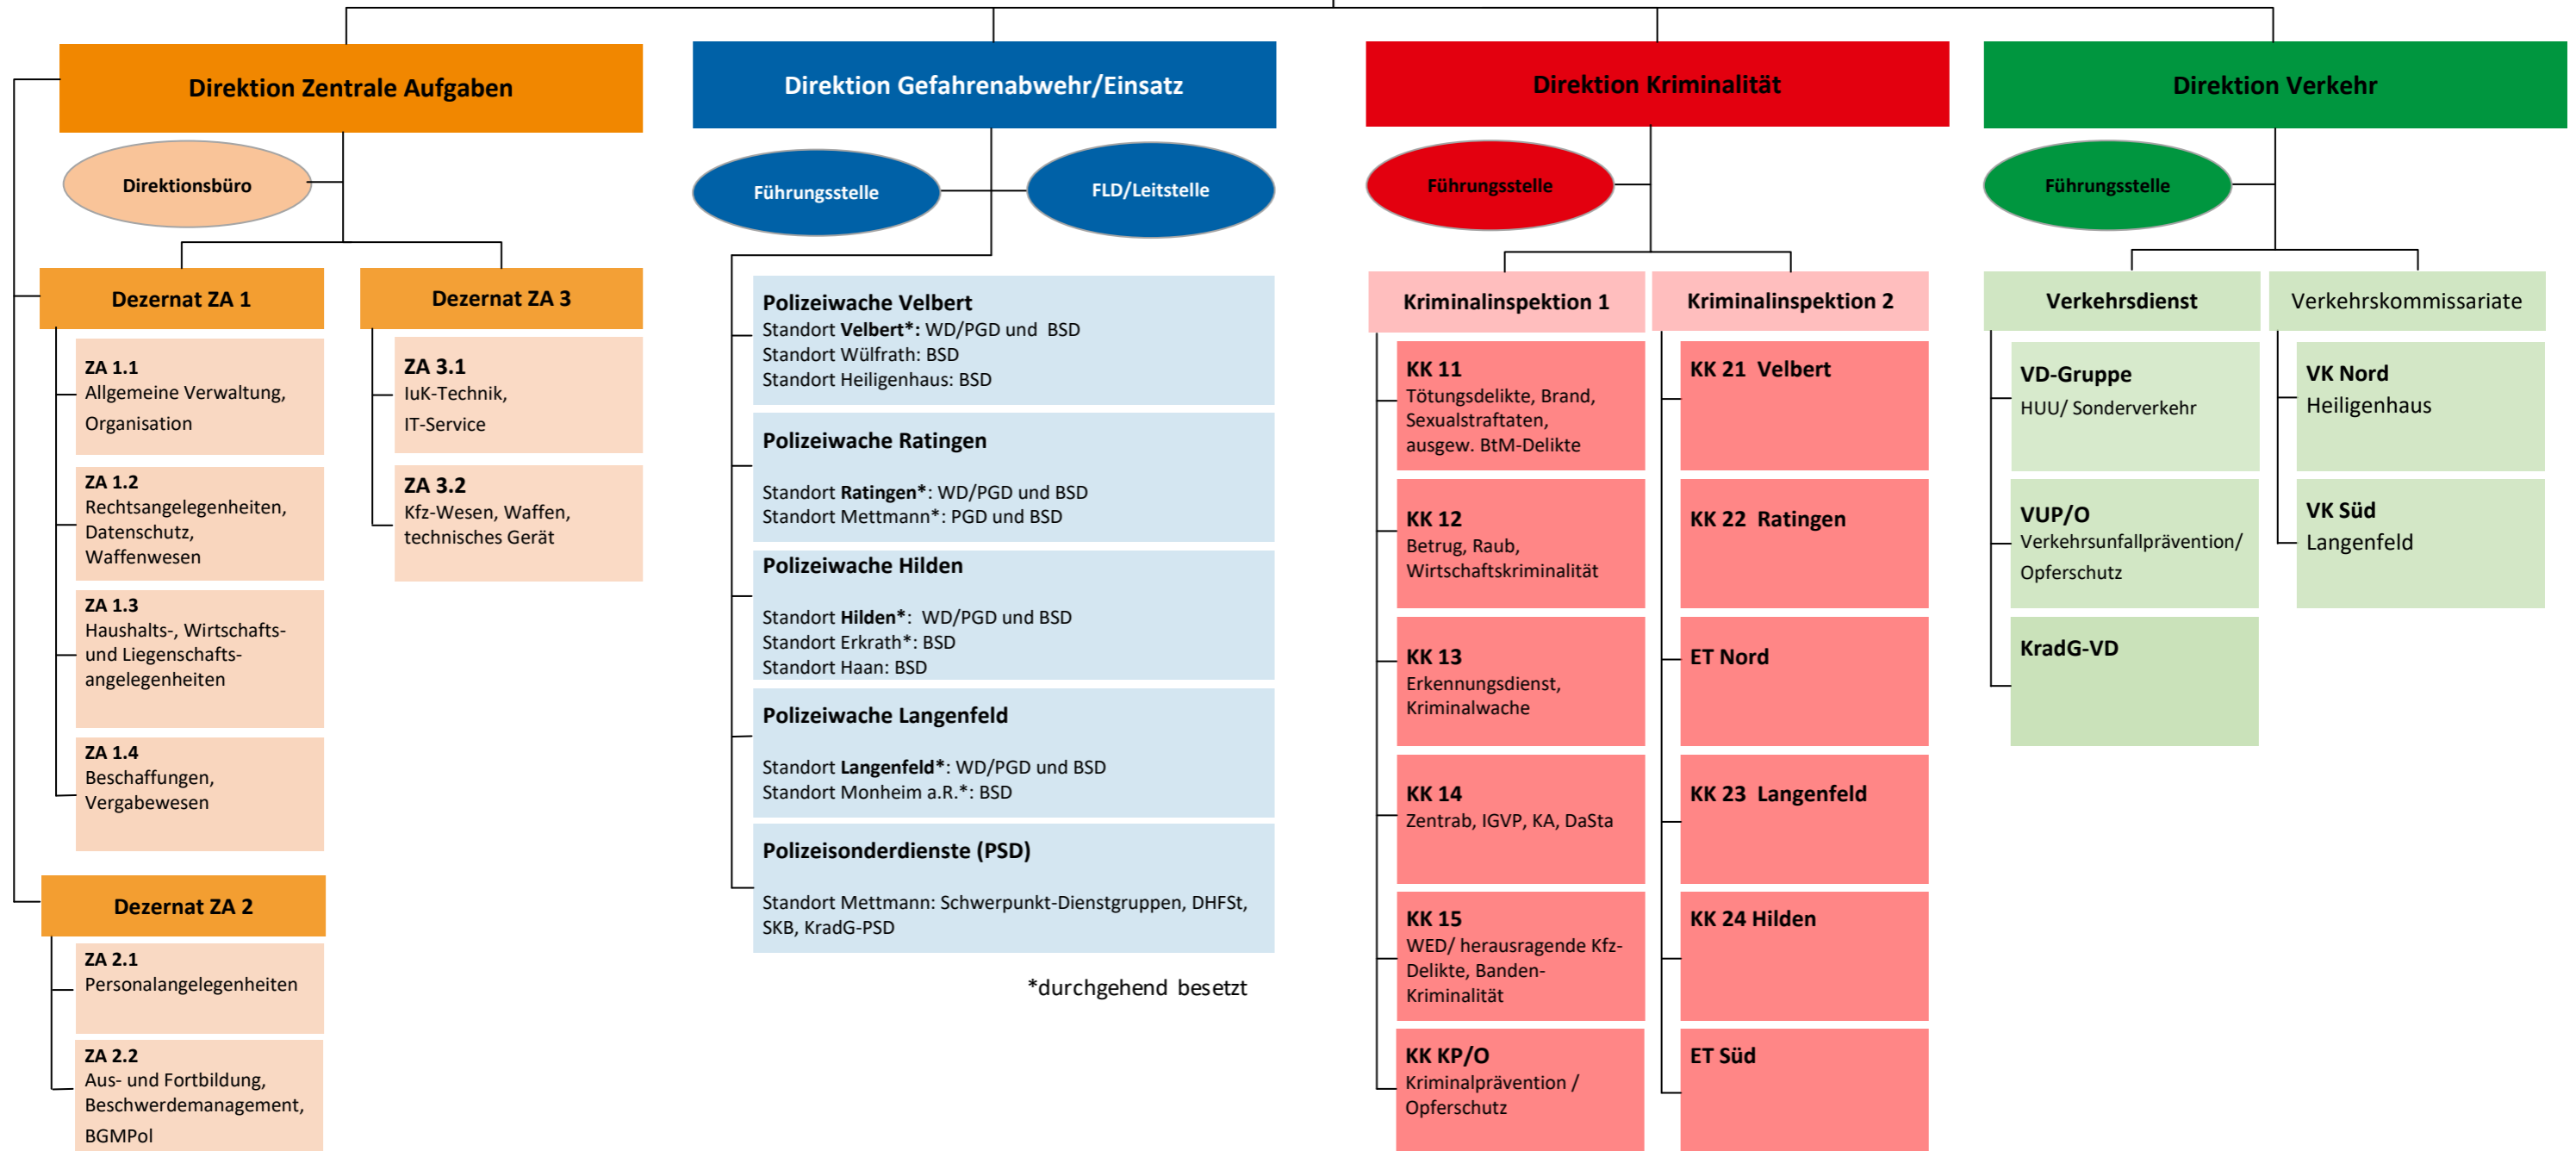 Direktion Zentrale Aufgaben
Direktionsbüro
Dezernat ZA 1
ZA 1.1
Allgemeine Verwaltung,
Organisation
ZA 1.2
Rechtsangelegenheiten,
Datenschutz,
Waffenwesen
ZA 1.3
Haushalts-, Wirtschafts-
und Liegenschafts-
angelegenheiten
ZA 1.4
Beschaffungen,
Vergabewesen
Dezernat ZA 2
ZA 2.1
Personalangelegenheiten
ZA 2.2
Aus- und Fortbildung,
Beschwerdemanagement,
BGMPol
Dezernat ZA 3
ZA 3.1
IuK-Technik,
IT-Service
ZA 3.2
Kfz-Wesen, Waffen,
technisches Gerät
Direktion Gefahrenabwehr/Einsatz
Führungsstelle
FLD/Leitstelle
Polizeiwache Velbert
Standort Velbert*: WD/PGD und BSD
Standort Wülfrath: BSD
Standort Heiligenhaus: BSD
Polizeiwache Ratingen
Standort Ratingen*: WD/PGD und BSD
Standort Mettmann*: PGD und BSD
Polizeiwache Hilden
Standort Hilden*: WD/PGD und BSD
Standort Erkrath*: BSD
Standort Haan: BSD
Polizeiwache Langenfeld
Standort Langenfeld*: WD/PGD und BSD
Standort Monheim a.R.*: BSD
Polizeisonderdienste (PSD)
Standort Mettmann: Schwerpunkt-Dienstgruppen, DHFSt,
SKB, KradG-PSD
*durchgehend besetzt
Direktion Kriminalität
Führungsstelle
Kriminalinspektion 1
KK 11
Tötungsdelikte, Brand,
Sexualstraftaten,
ausgew. BtM-Delikte
KK 12
Betrug, Raub,
Wirtschaftskriminalität
KK 13
Erkennungsdienst,
Kriminalwache
KK 14
Zentrab, IGVP, KA, DaSta
KK 15
WED/ herausragende Kfz-
Delikte, Banden-
Kriminalität
KK KP/O
Kriminalprävention /
Opferschutz
Kriminalinspektion 2
KK 21 Velbert
KK 22 Ratingen
ET Nord
KK 23 Langenfeld
KK 24 Hilden
ET Süd
Direktion Verkehr
Führungsstelle
Verkehrsdienst
VD-Gruppe
HUU/ Sonderverkehr
VUP/O
Verkehrsunfallprävention/
Opferschutz
KradG-VD
Verkehrskommissariate
VK Nord
Heiligenhaus
VK Süd
Langenfeld